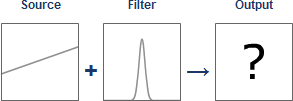 Source Filter Output
+ → ?